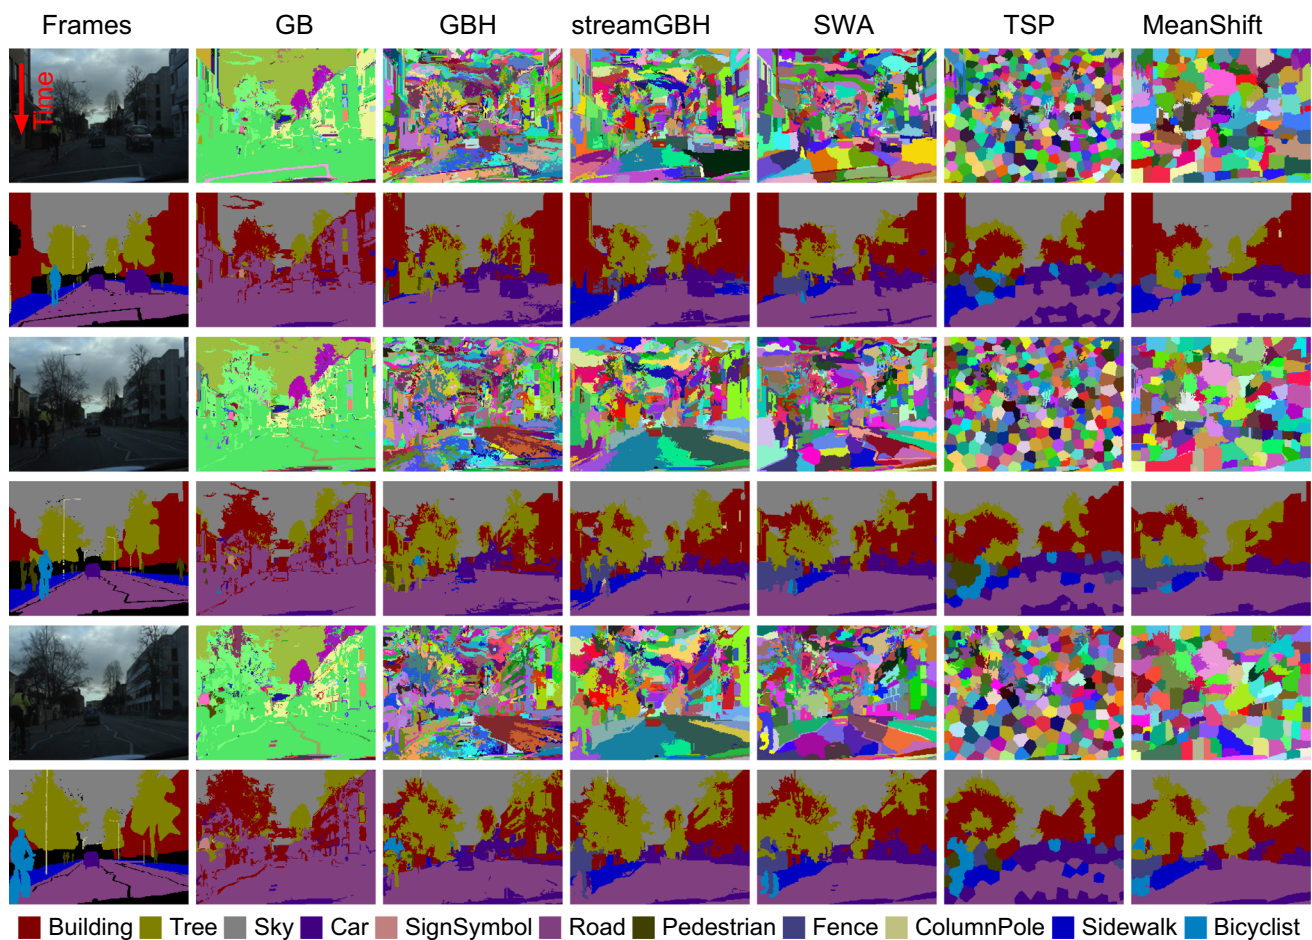 Frames GB GBH streamGBH SWA TSP MeanShift
Time
Building Tree Sky Car SignSymbol Road Pedestrian Fence ColumnPole Sidewalk Bicyclist